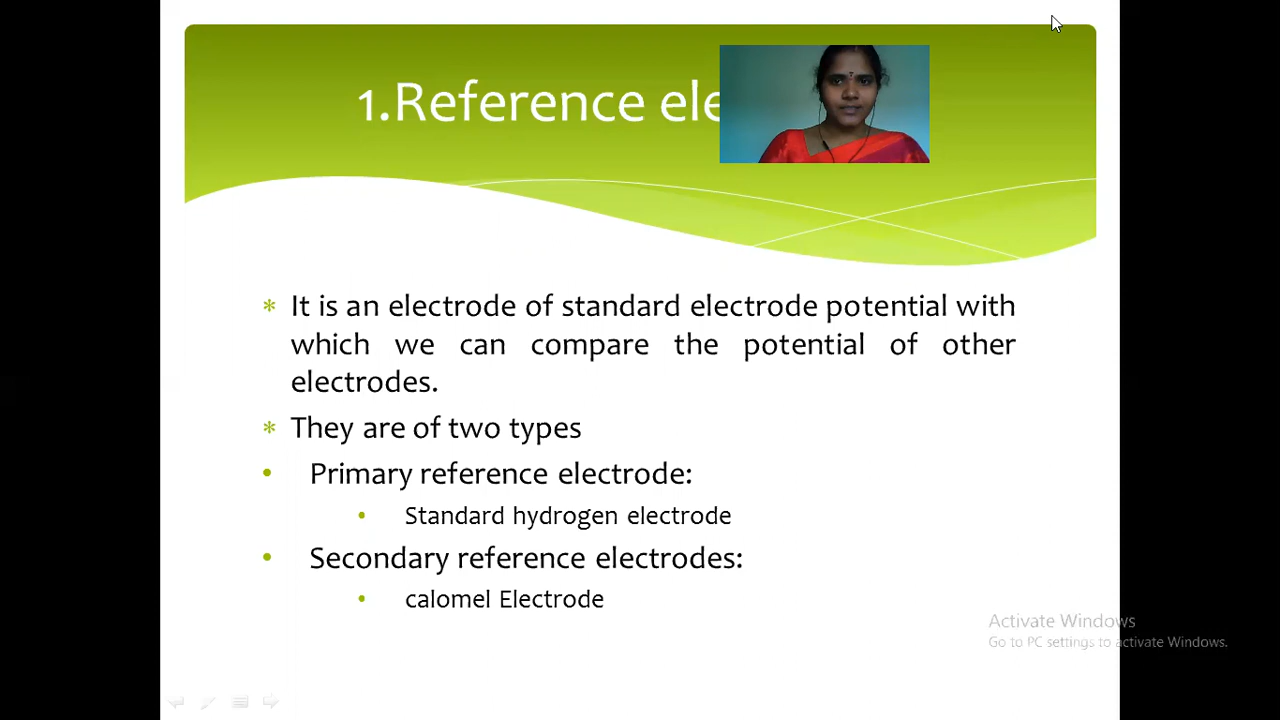 1.Reference ele
* It is an electrode of standard electrode potential with
which we can compare the potential of other
electrodes.
* They are of two types
• Primary reference electrode:
• Standard hydrogen electrode
• Secondary reference electrodes:
• calomel Electrode
Activate Windows
Go to PC settings to activate Windows.